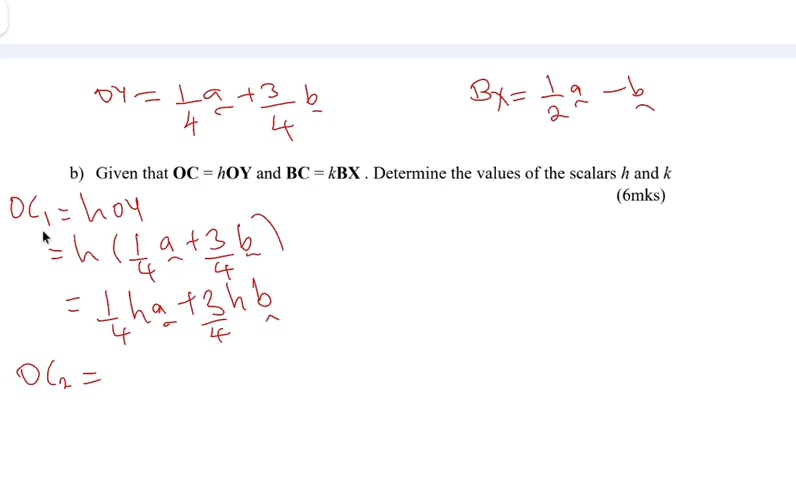 OY = 1/4 a + 3/4 b BX = 1/2 a − b
b) Given that OC = hOY and BC = kBX . Determine the values of the scalars h and k
(6mks)
OC₁ = hOY
= h (1/4 a + 3/4 b)
= 1/4 ha + 3/4 hb
OC₂ =